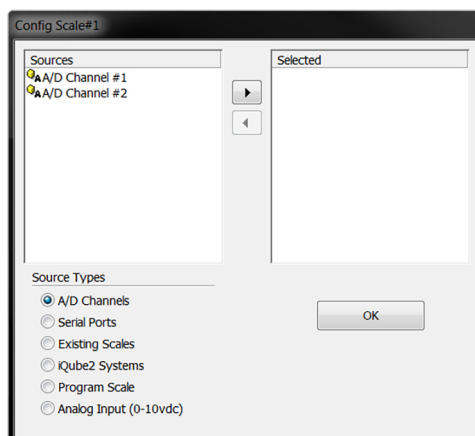 Config Scale#1
Sources
Selected
A A/D Channel #1
A A/D Channel #2
Source Types
A/D Channels
Serial Ports
Existing Scales
iQube2 Systems
Program Scale
Analog Input (0-10vdc)
OK